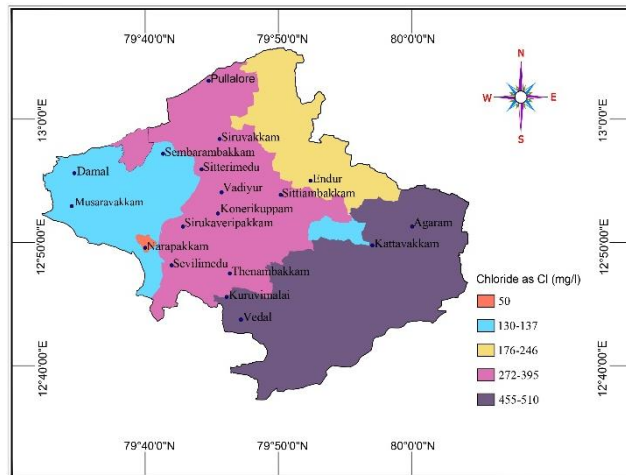 79°40'0"N 79°50'0"N 80°0'0"N
N
W E
S
13°0'0"E
13°0'0"E
12°50'0"E
12°50'0"E
12°40'0"E
12°40'0"E
Pullalore
Siruvakkam
Sembarambakkam
Sitterimedu
Damal
Endur
Vadiyur
Sittiambakkam
Musaravakkam
Konerikuppam
Sirukaveripakkam
Agaram
Narapakkam
Kattavakkam
Sevilimedu
Thenambakkam
Kuruvimalai
Vedal
Chloride as Cl (mg/l)
50
130-137
176-246
272-395
455-510
79°40'0"N 79°50'0"N 80°0'0"N